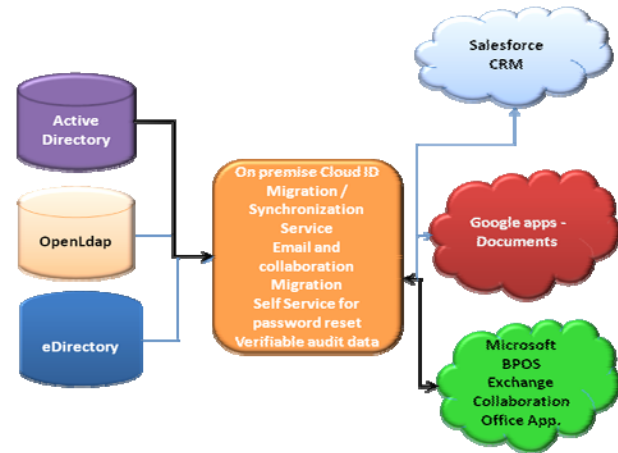 Active
Directory
OpenLdap
eDirectory
On premise Cloud ID
Migration /
Synchronization
Service
Email and
collaboration
Migration
Self Service for
password reset
Verifiable audit data
Salesforce
CRM
Google apps -
Documents
Microsoft
BPOS
Exchange
Collaboration
Office App.